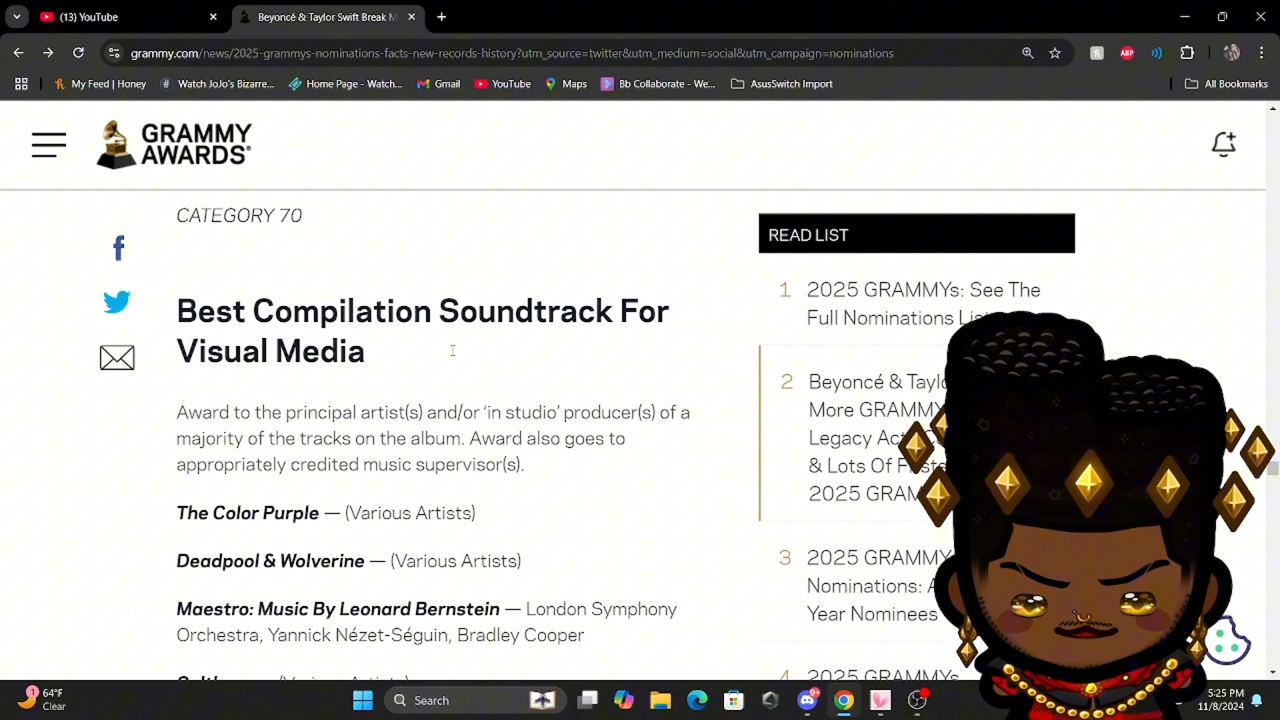 (13) YouTube
Beyoncé & Taylor Swift Break M
grammy.com/news/2025-grammys-nominations-facts-new-records-history?utm_source=twitter&utm_medium=social&utm_campaign=nominations
ABP
My Feed | Honey
Watch JoJo's Bizarre...
Home Page - Watch...
Gmail
YouTube
Maps
Bb Collaborate - We...
AsusSwitch Import
All Bookmarks
GRAMMY
AWARDS®
CATEGORY 70
Best Compilation Soundtrack For
Visual Media
Award to the principal artist(s) and/or 'in studio' producer(s) of a
majority of the tracks on the album. Award also goes to
appropriately credited music supervisor(s).
The Color Purple — (Various Artists)
Deadpool & Wolverine — (Various Artists)
Maestro: Music By Leonard Bernstein — London Symphony
Orchestra, Yannick Nézet-Séguin, Bradley Cooper
READ LIST
1 2025 GRAMMYs: See The
Full Nominations
2 Beyoncé &
More GRAMMY
Legacy
& Lots Of
2025
3 2025 GRAMMY
Nominations:
Year Nominees
4 2025 GRAMMYs
1
64°F
Clear
Search
5:25 PM
11/8/2024